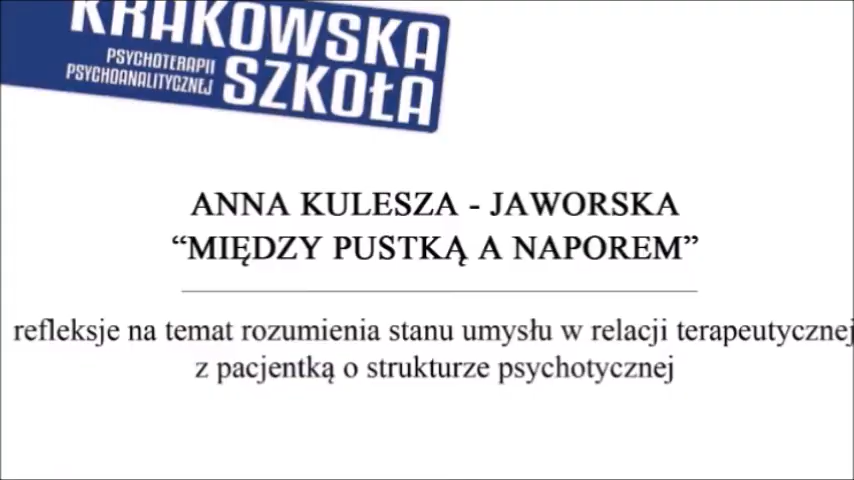 KRAKOWSKA
PSYCHOTERAPII
PSYCHOANALITYCZNEJ
SZKOŁA
ANNA KULESZA - JAWORSKA
“MIĘDZY PUSTKĄ A NAPOREM”
refleksje na temat rozumienia stanu umysłu w relacji terapeutycznej
z pacjentką o strukturze psychotycznej